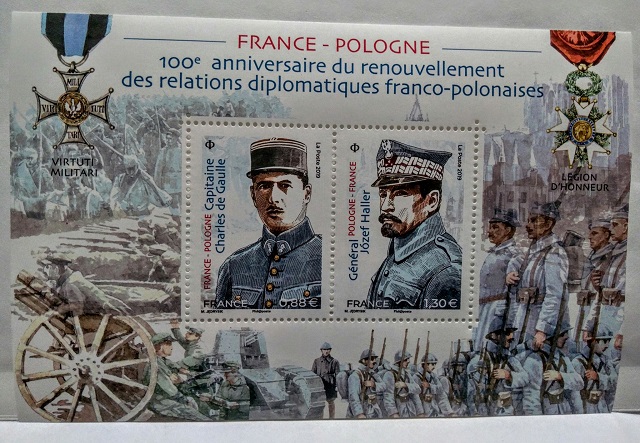 FRANCE - POLOGNE
100e anniversaire du renouvellement
des relations diplomatiques franco-polonaises
VIRTUTI
MILITARI
LÉGION
D'HONNEUR
FRANCE - POLOGNE Capitaine
Charles de Gaulle
La Poste 2019
FRANCE
0,88 €
Philaposte
Général POLOGNE - FRANCE
Józef Haller
La Poste 2019
FRANCE
1,30 €
Philaposte